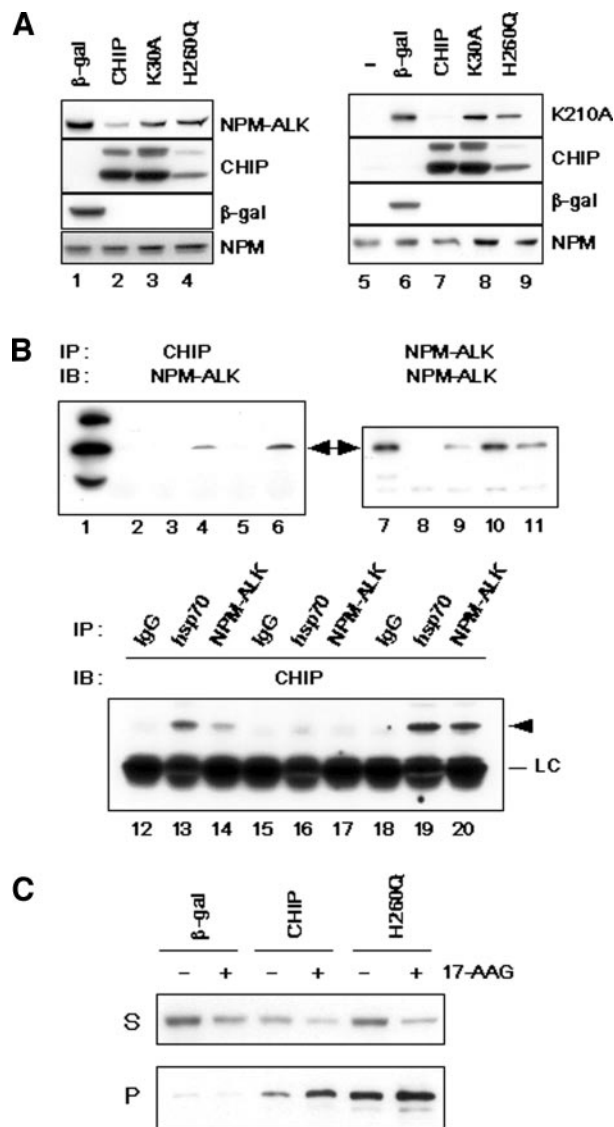 A
β-gal CHIP K30A H260Q
NPM-ALK
CHIP
β-gal
NPM
1 2 3 4
– β-gal CHIP K30A H260Q
K210A
CHIP
β-gal
NPM
5 6 7 8 9
B
IP : CHIP
IB : NPM-ALK
NPM-ALK
NPM-ALK
1 2 3 4 5 6
7 8 9 10 11
IP : IgG hsp70 NPM-ALK IgG hsp70 NPM-ALK IgG hsp70 NPM-ALK
IB : CHIP
LC
12 13 14 15 16 17 18 19 20
C
β-gal CHIP H260Q
– + – + – + 17-AAG
S
P